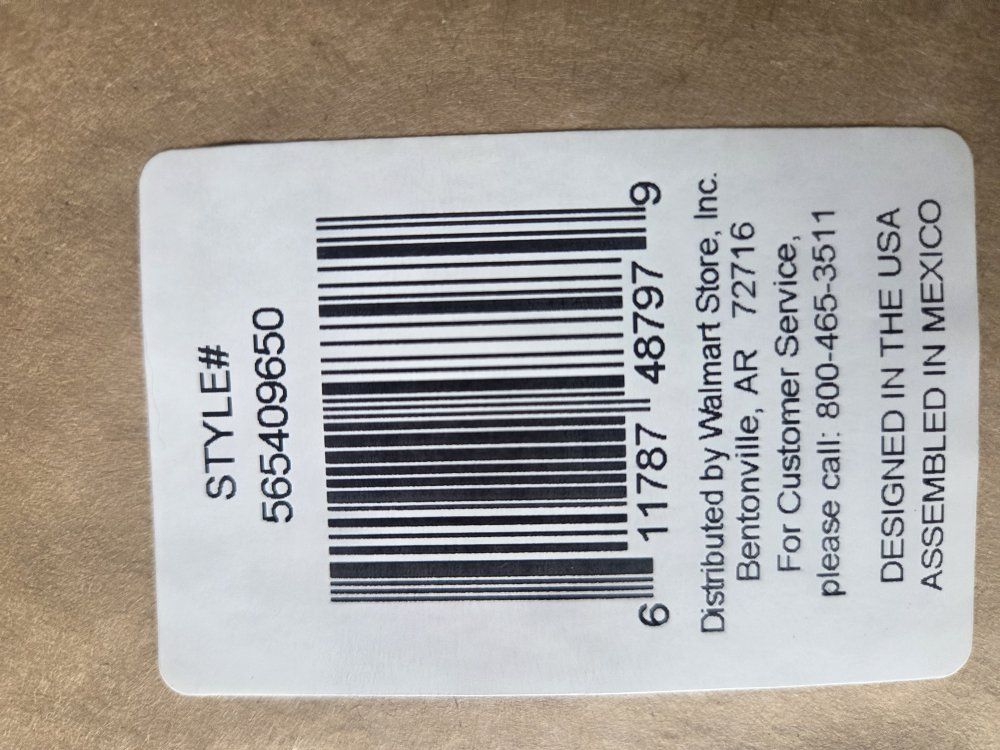 STYLE#
565409650
6 11787 48797 9
Distributed by Walmart Store, Inc.
Bentonville, AR 72716
For Customer Service,
please call: 800-465-3511
DESIGNED IN THE USA
ASSEMBLED IN MEXICO